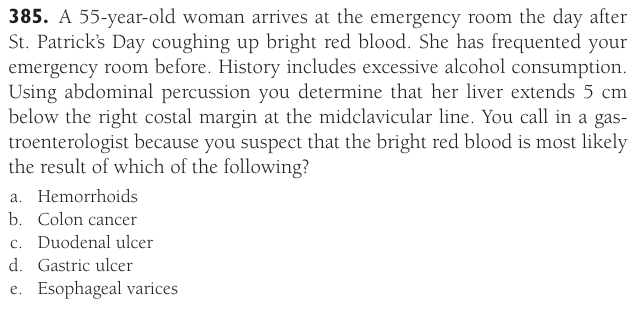 385. A 55-year-old woman arrives at the emergency room the day after
St. Patrick's Day coughing up bright red blood. She has frequented your
emergency room before. History includes excessive alcohol consumption.
Using abdominal percussion you determine that her liver extends 5 cm
below the right costal margin at the midclavicular line. You call in a gas-
troenterologist because you suspect that the bright red blood is most likely
the result of which of the following?
a. Hemorrhoids
b. Colon cancer
c. Duodenal ulcer
d. Gastric ulcer
e. Esophageal varices